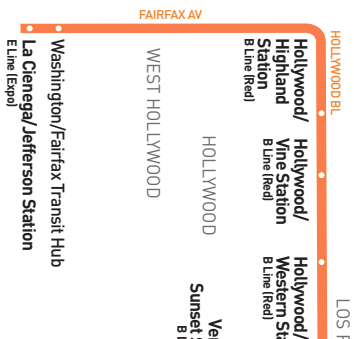 FAIRFAX AV
HOLLYWOOD BL
Hollywood/
Highland
Station
B Line (Red)
Hollywood/
Vine Station
B Line (Red)
Hollywood/
Western
B Line (Red)
Washington/Fairfax Transit Hub
La Cienega/Jefferson Station
E Line (Expo)
WEST HOLLYWOOD
HOLLYWOOD
Sunset
LOS